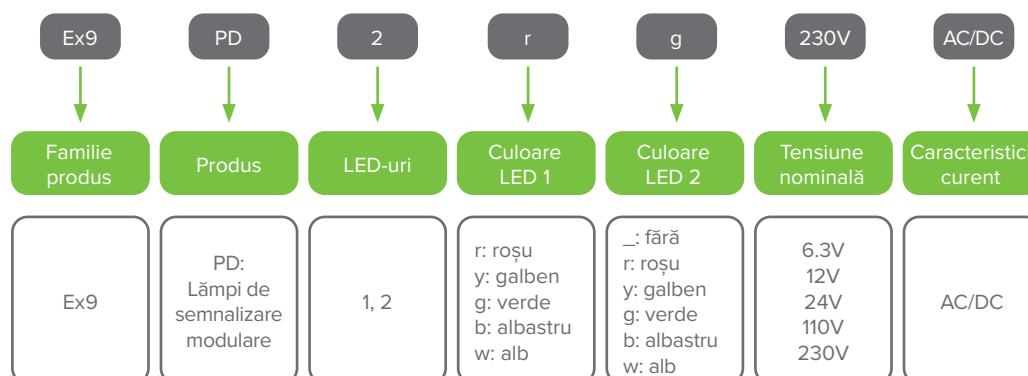 Ex9
PD
2
r
g
230V
AC/DC
Familie
produs
Produs
LED-uri
Culoare
LED 1
Culoare
LED 2
Tensiune
nominală
Caracteristici
curent
Ex9
PD:
Lămpi de
semnalizare
modulare
1, 2
r: roșu
y: galben
g: verde
b: albastru
w: alb
_: fără
r: roșu
y: galben
g: verde
b: albastru
w: alb
6.3V
12V
24V
110V
230V
AC/DC